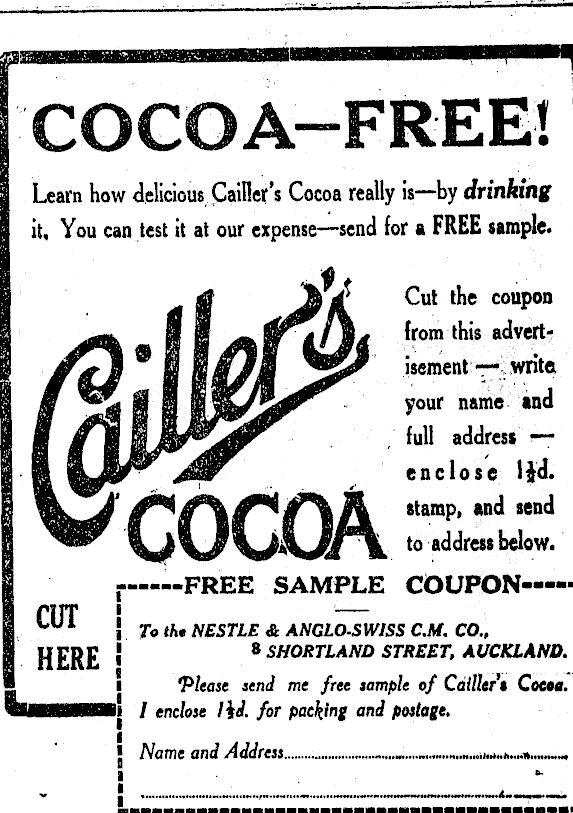 COCOA—FREE!
Learn how delicious Cailler's Cocoa really is—by drinking
it. You can test it at our expense—send for a FREE sample.
Cailler's
COCOA
Cut the coupon
from this advert-
isement — write
your name and
full address —
enclose 1½d.
stamp, and send
to address below.
CUT
HERE
FREE SAMPLE COUPON
To the NESTLE & ANGLO-SWISS C.M. CO.,
8 SHORTLAND STREET, AUCKLAND.
Please send me free sample of Cailler's Cocoa.
I enclose 1½d. for packing and postage.
Name and Address